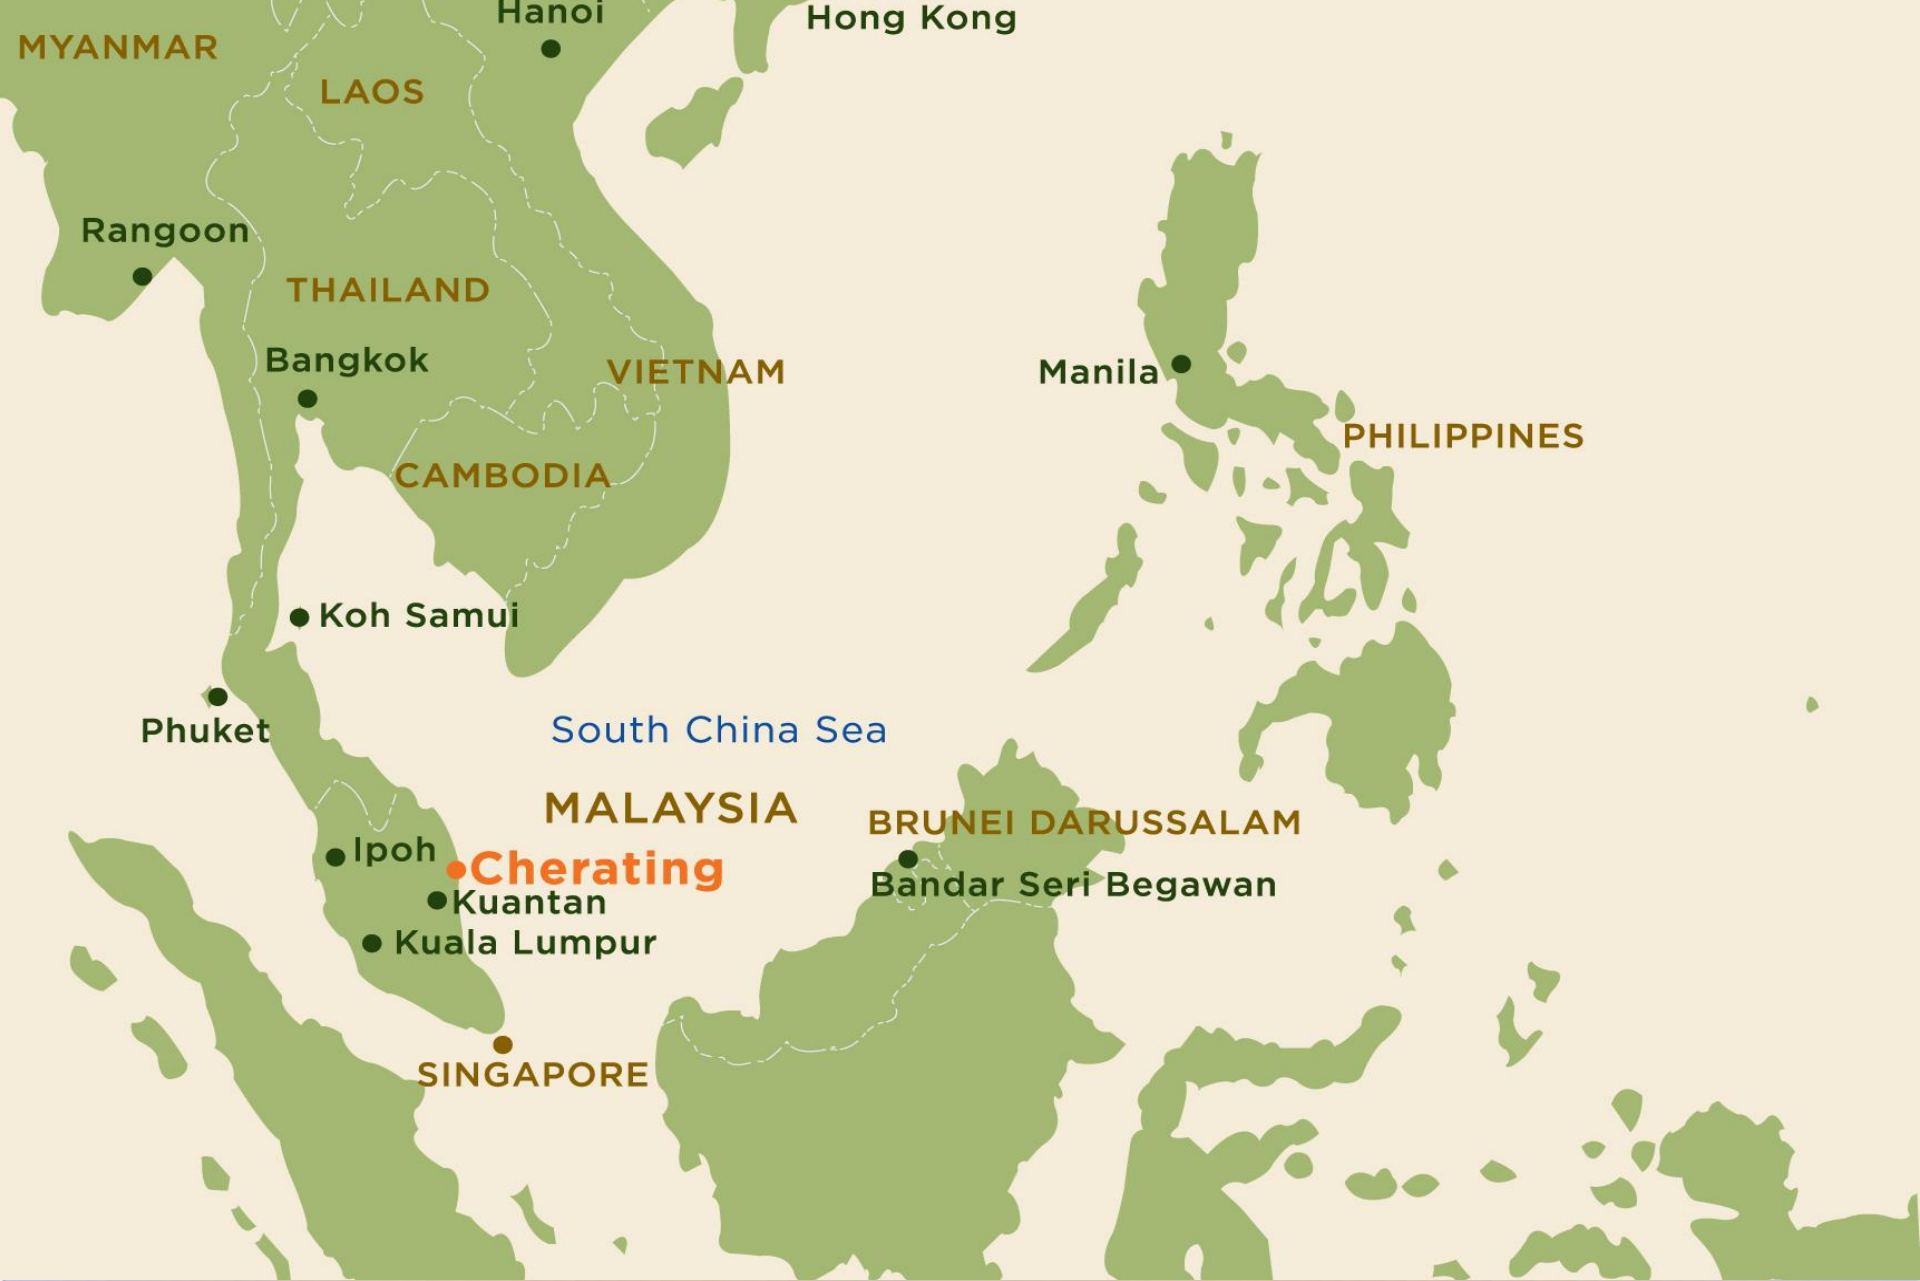 Hanoi
Hong Kong
MYANMAR
LAOS
Rangoon
THAILAND
Bangkok
VIETNAM
Manila
PHILIPPINES
CAMBODIA
Koh Samui
Phuket
South China Sea
MALAYSIA
BRUNEI DARUSSALAM
Ipoh
Cherating
Bandar Seri Begawan
Kuantan
Kuala Lumpur
SINGAPORE